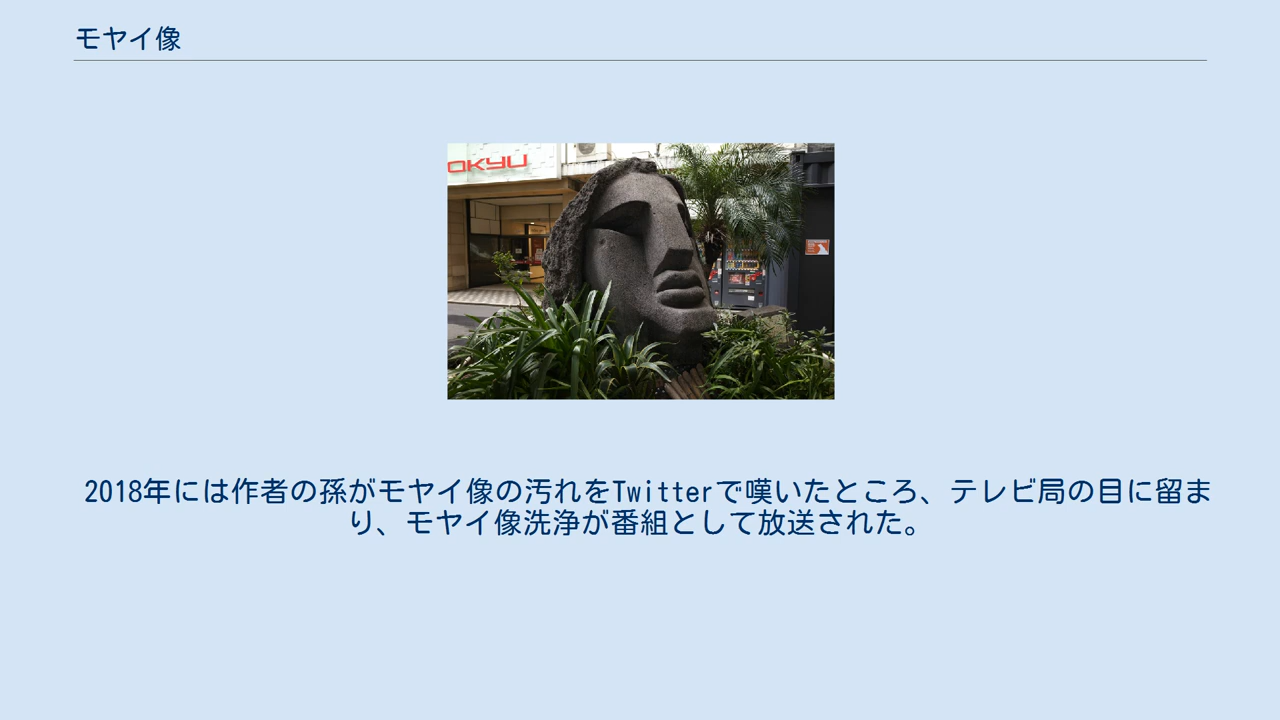 モヤイ像
OKYU
2018年には作者の孫がモヤイ像の汚れをTwitterで嘆いたところ、テレビ局の目に留ま
り、モヤイ像洗浄が番組として放送された。